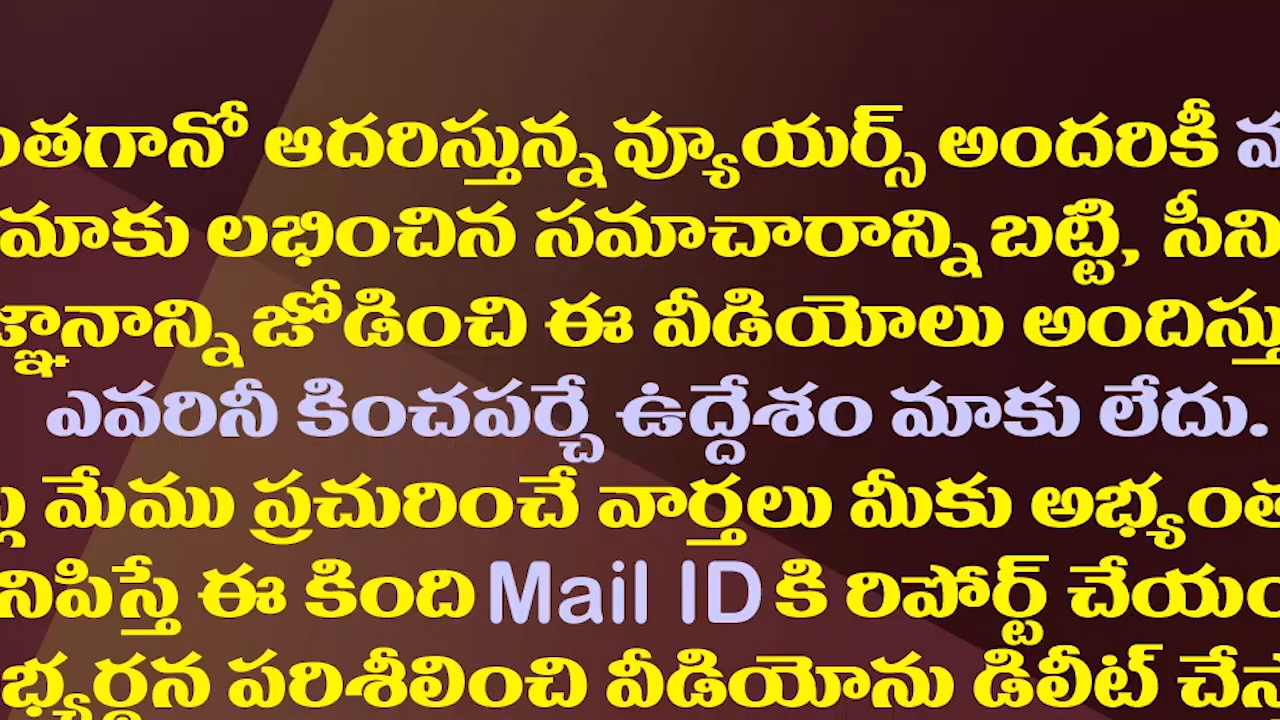 ఆదరిస్తున్న వ్యూయర్స్ అందరికీ
మాకు లభించిన సమాచారాన్ని బట్టి,
జోడించి ఈ వీడియోలు
ఎవరినీ కించపర్చే ఉద్దేశం మాకు లేదు.
మేము ప్రచురించే వార్తలు మీకు
ఈ కింది Mail ID కి రిపోర్ట్
పరిశీలించి వీడియోను డిలీట్